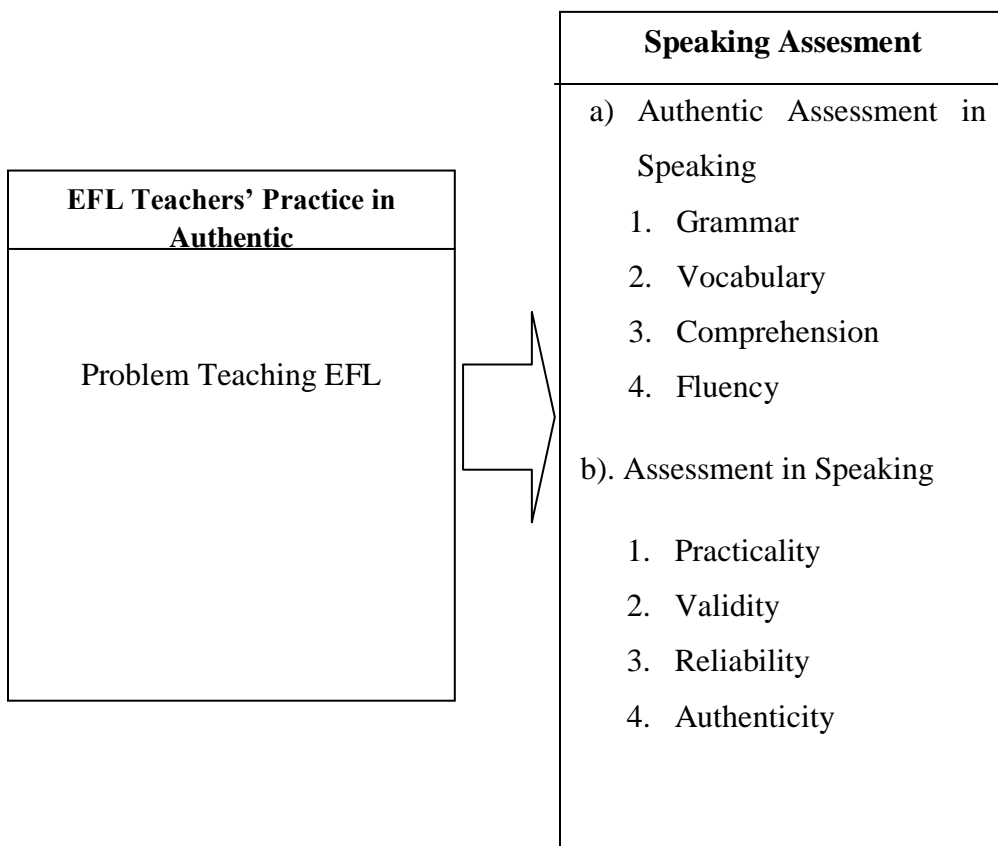 EFL Teachers’ Practice in
Authentic
Problem Teaching EFL
Speaking Assesment
a) Authentic Assessment in
Speaking
1. Grammar
2. Vocabulary
3. Comprehension
4. Fluency
b). Assessment in Speaking
1. Practicality
2. Validity
3. Reliability
4. Authenticity